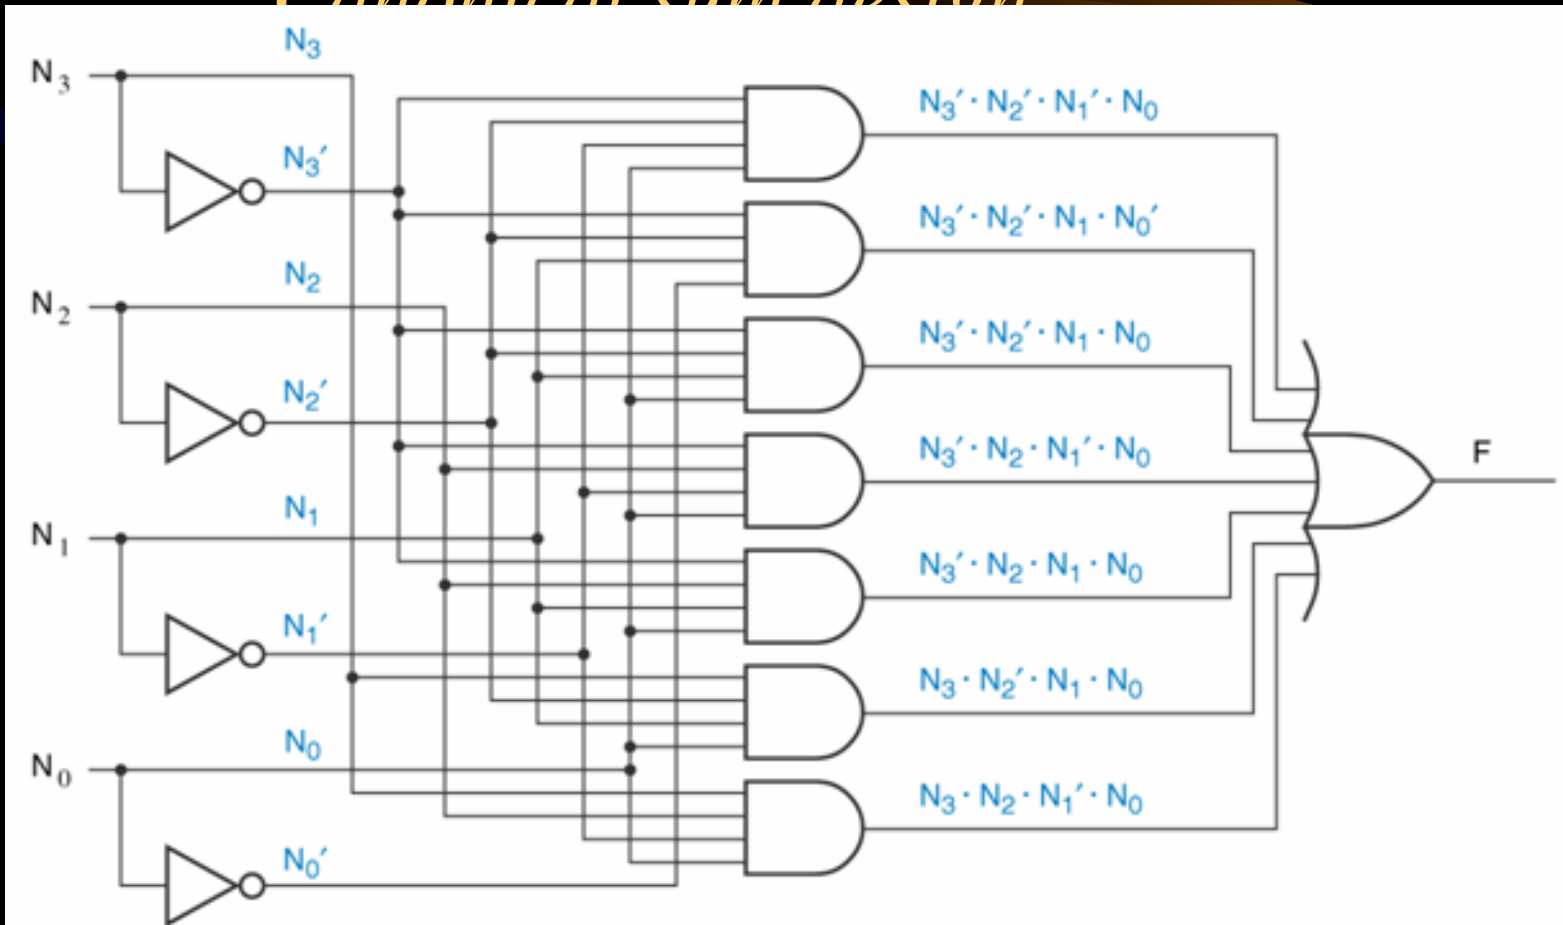 N₃
N₃
N₃′
N₂
N₂
N₂′
N₁
N₁
N₁′
N₀
N₀
N₀′
N₃′ · N₂′ · N₁′ · N₀
N₃′ · N₂′ · N₁ · N₀′
N₃′ · N₂′ · N₁ · N₀
N₃′ · N₂ · N₁′ · N₀
N₃′ · N₂ · N₁ · N₀
N₃ · N₂′ · N₁ · N₀
N₃ · N₂ · N₁′ · N₀
F